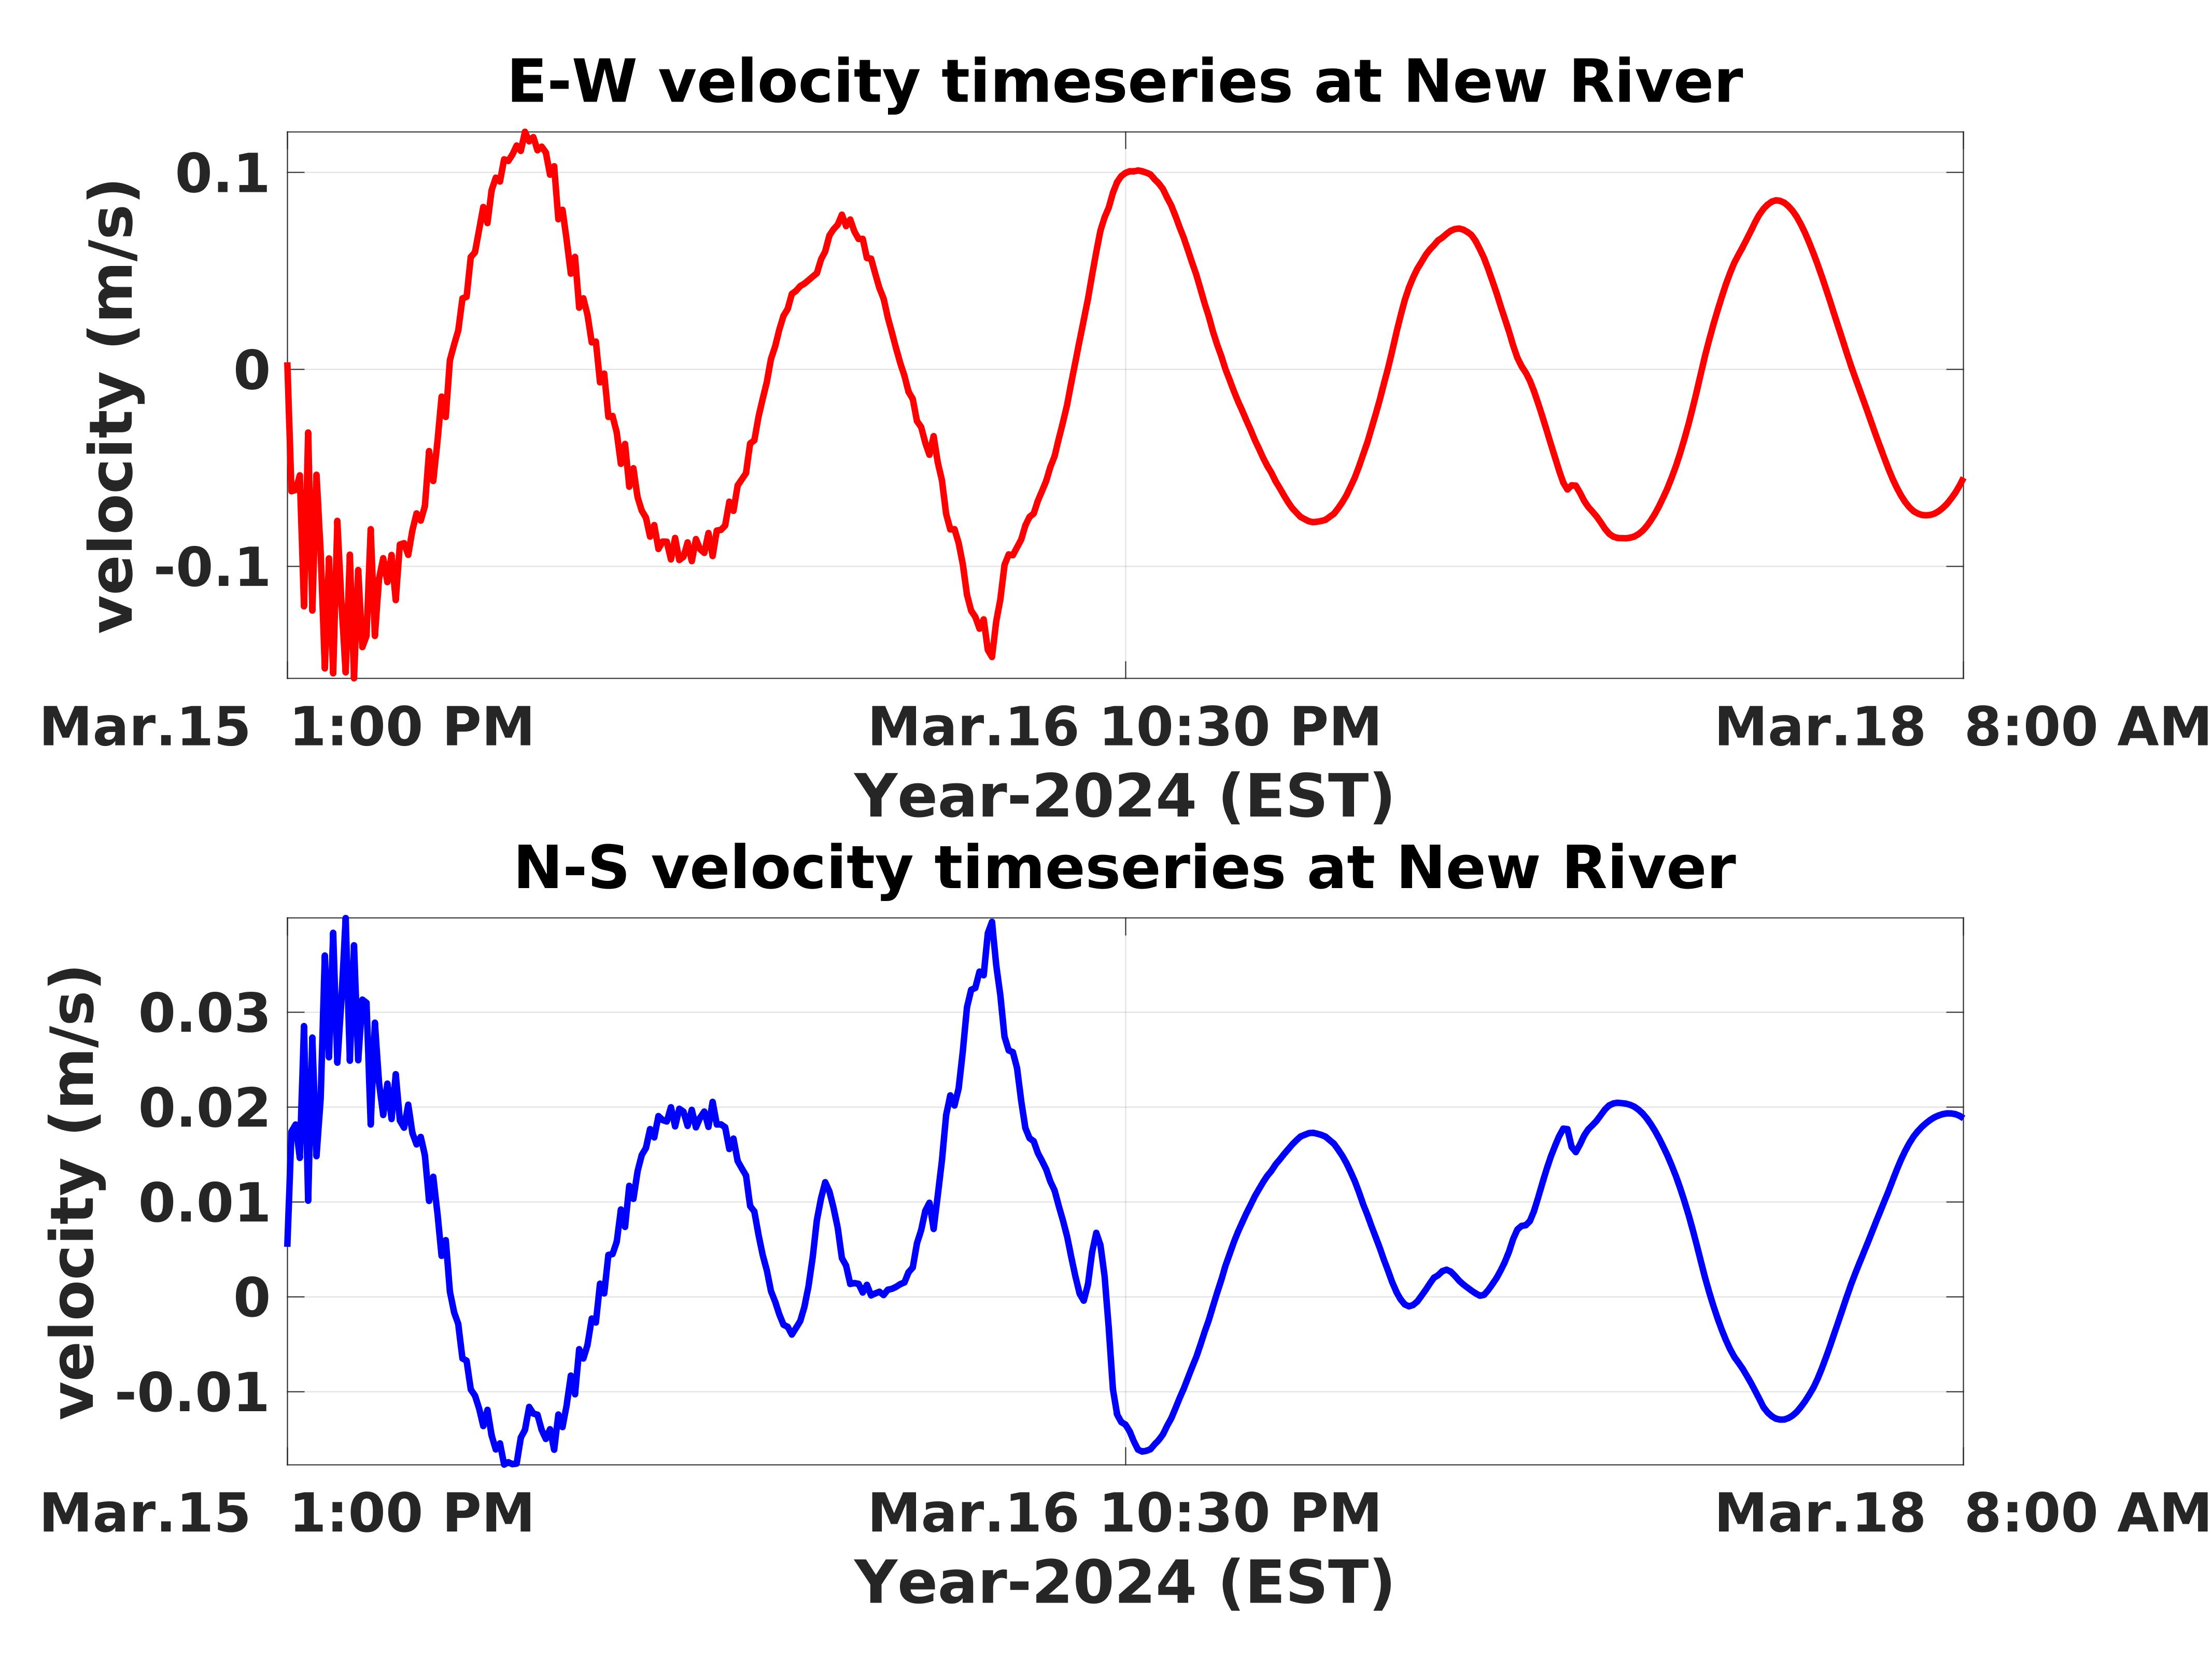 E-W velocity timeseries at New River
velocity (m/s)
0.1
0
-0.1
Mar.15  1:00 PM
Mar.16 10:30 PM
Mar.18  8:00 AM
Year-2024 (EST)
N-S velocity timeseries at New River
velocity (m/s)
0.03
0.02
0.01
0
-0.01
Mar.15  1:00 PM
Mar.16 10:30 PM
Mar.18  8:00 AM
Year-2024 (EST)